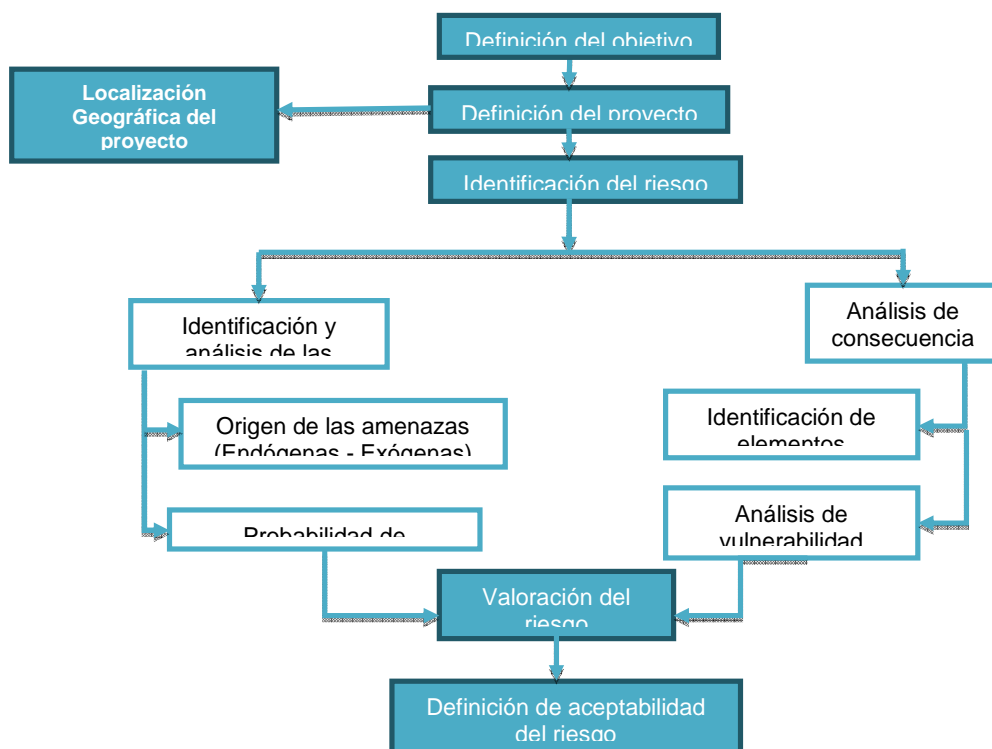 Definición del objetivo
Localización
Geográfica del
proyecto
Definición del proyecto
Identificación del riesgo
Identificación y
análisis de las
Análisis de
consecuencia
Origen de las amenazas
(Endógenas - Exógenas)
Identificación de
elementos
Probabilidad de
Análisis de
vulnerabilidad
Valoración del
riesgo
Definición de aceptabilidad
del riesgo